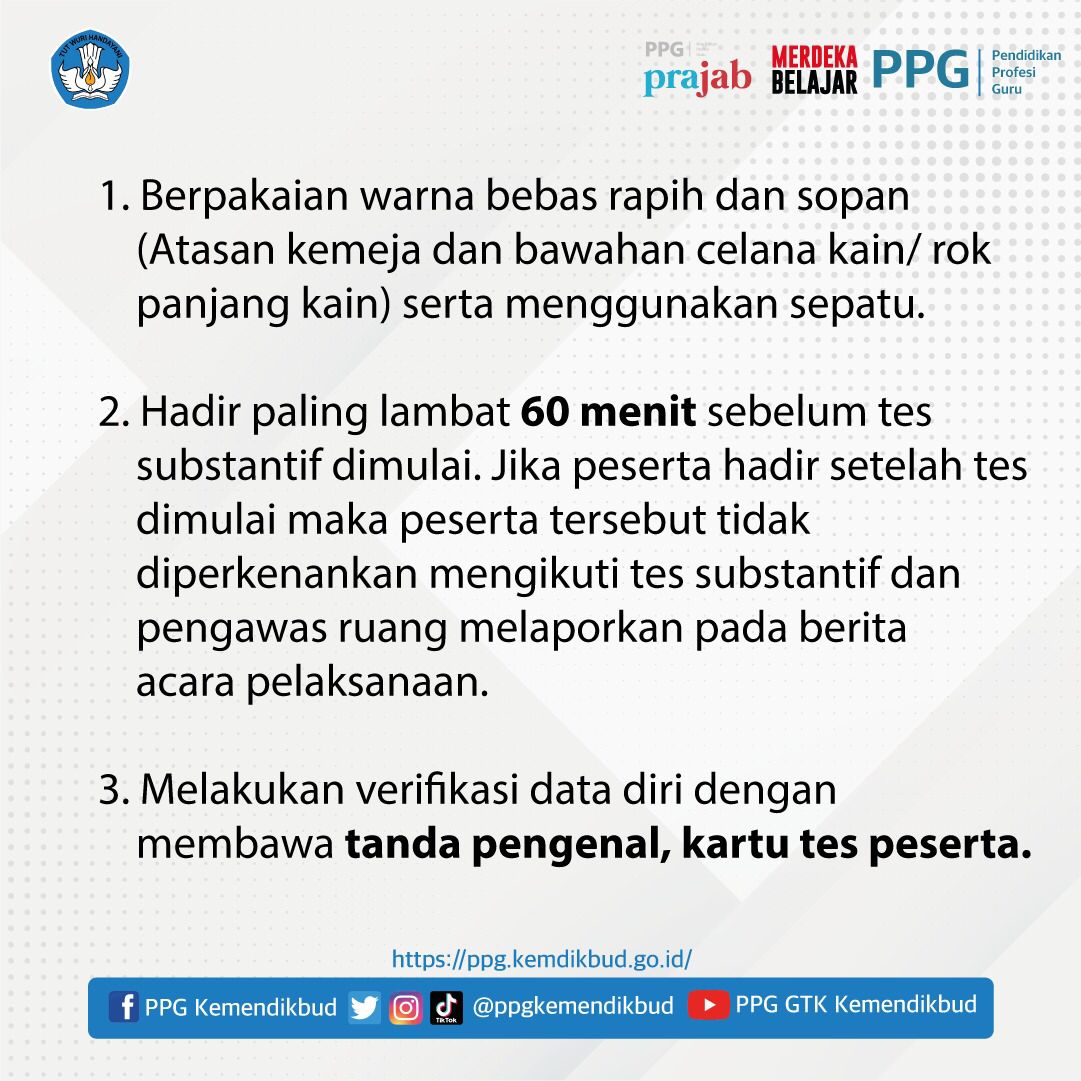 TUT WURI HANDAYANI
PPG
prajab
MERDEKA
BELAJAR
PPG
Pendidikan
Profesi
Guru
1. Berpakaian warna bebas rapih dan sopan
(Atasan kemeja dan bawahan celana kain/ rok
panjang kain) serta menggunakan sepatu.
2. Hadir paling lambat 60 menit sebelum tes
substantif dimulai. Jika peserta hadir setelah tes
dimulai maka peserta tersebut tidak
diperkenankan mengikuti tes substantif dan
pengawas ruang melaporkan pada berita
acara pelaksanaan.
3. Melakukan verifikasi data diri dengan
membawa tanda pengenal, kartu tes peserta.
https://ppg.kemdikbud.go.id/
PPG Kemendikbud TikTok @ppgkemendikbud PPG GTK Kemendikbud